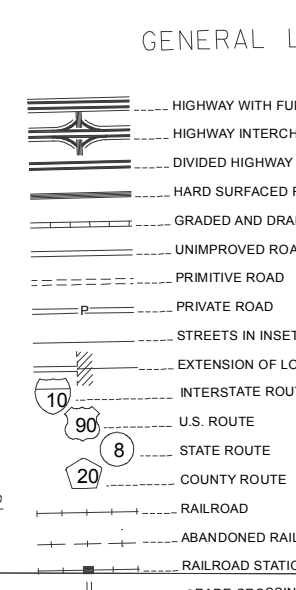 GENERAL L
HIGHWAY WITH FUL
HIGHWAY INTERCH
DIVIDED HIGHWAY
HARD SURFACED R
GRADED AND DRAI
UNIMPROVED ROA
PRIMITIVE ROAD
P PRIVATE ROAD
STREETS IN INSET
EXTENSION OF LO
10 INTERSTATE ROUT
90 U.S. ROUTE
8 STATE ROUTE
20 COUNTY ROUTE
RAILROAD
ABANDONED RAIL
RAILROAD STATIO